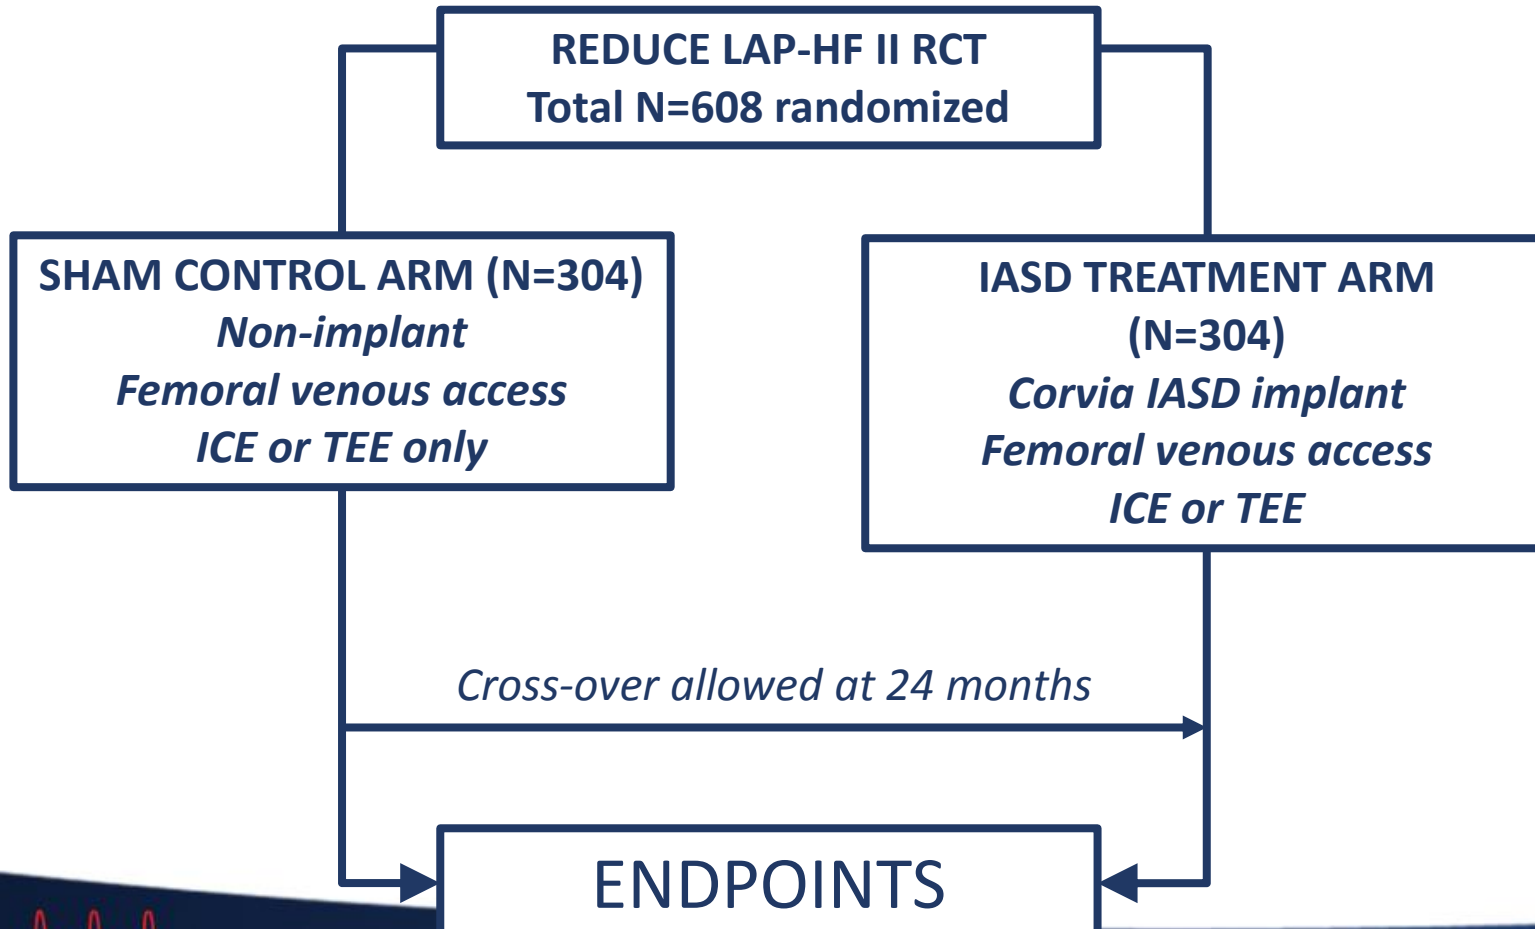 REDUCE LAP-HF II RCT
Total N=608 randomized
SHAM CONTROL ARM (N=304)
Non-implant
Femoral venous access
ICE or TEE only
IASD TREATMENT ARM
(N=304)
Corvia IASD implant
Femoral venous access
ICE or TEE
Cross-over allowed at 24 months
ENDPOINTS